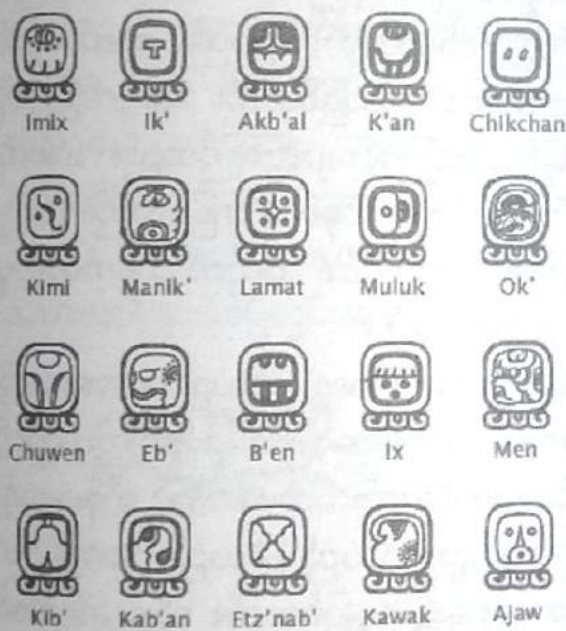 Imix Ik' Akb'al K'an Chikchan
Kimi Manik' Lamat Muluk Ok'
Chuwen Eb' B'en Ix Men
Kib' Kab'an Etz'nab' Kawak Ajaw